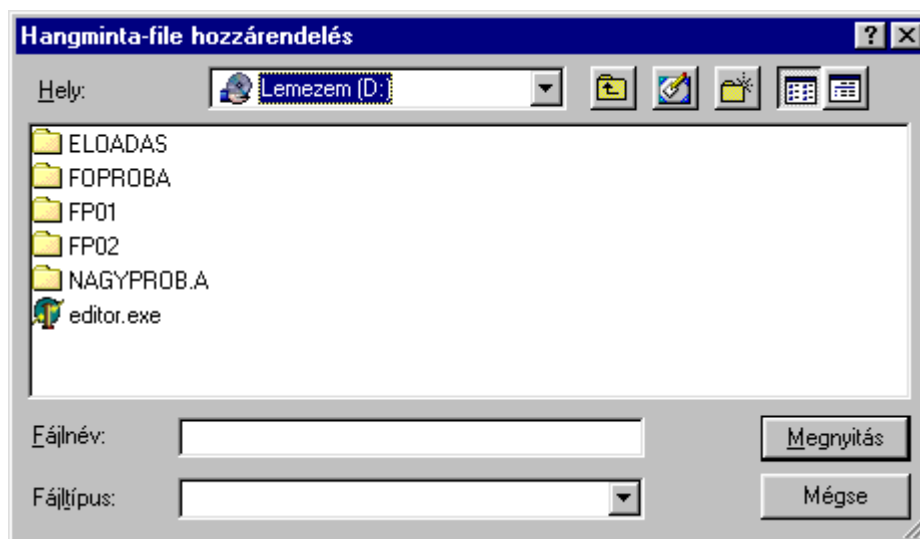 Hangminta-file hozzárendelés
Hely: Lemezem (D:)
ELOADAS
FOPROBA
FP01
FP02
NAGYPROB.A
editor.exe
Fájlnév: Megnyitás
Fájltípus: Mégse